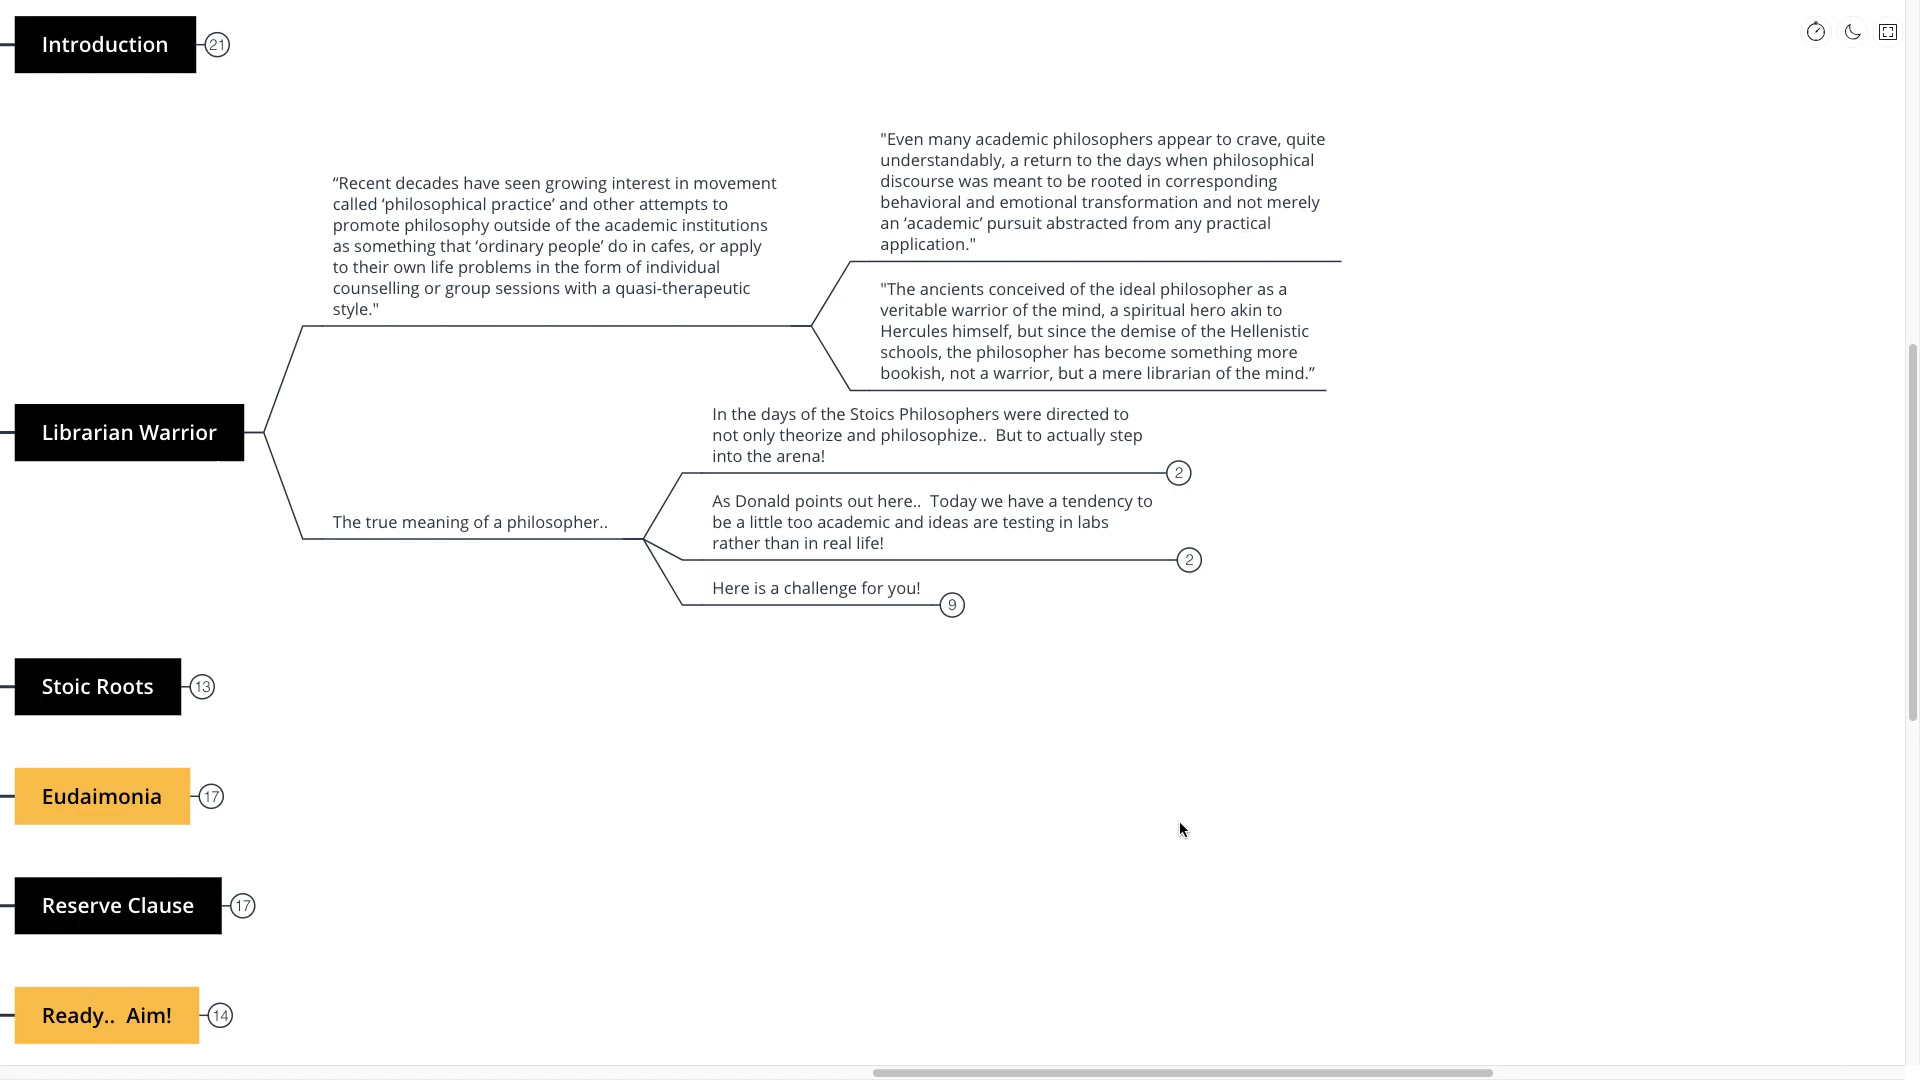 Introduction
21
"Even many academic philosophers appear to crave, quite
understandably, a return to the days when philosophical
discourse was meant to be rooted in corresponding
behavioral and emotional transformation and not merely
an ‘academic’ pursuit abstracted from any practical
application."
“Recent decades have seen growing interest in movement
called ‘philosophical practice’ and other attempts to
promote philosophy outside of the academic institutions
as something that ‘ordinary people’ do in cafes, or apply
to their own life problems in the form of individual
counselling or group sessions with a quasi-therapeutic
style."
"The ancients conceived of the ideal philosopher as a
veritable warrior of the mind, a spiritual hero akin to
Hercules himself, but since the demise of the Hellenistic
schools, the philosopher has become something more
bookish, not a warrior, but a mere librarian of the mind.”
Librarian Warrior
In the days of the Stoics Philosophers were directed to
not only theorize and philosophize..  But to actually step
into the arena!
2
The true meaning of a philosopher..
As Donald points out here..  Today we have a tendency to
be a little too academic and ideas are testing in labs
rather than in real life!
2
Here is a challenge for you!
9
Stoic Roots
13
Eudaimonia
17
Reserve Clause
17
Ready..  Aim!
14